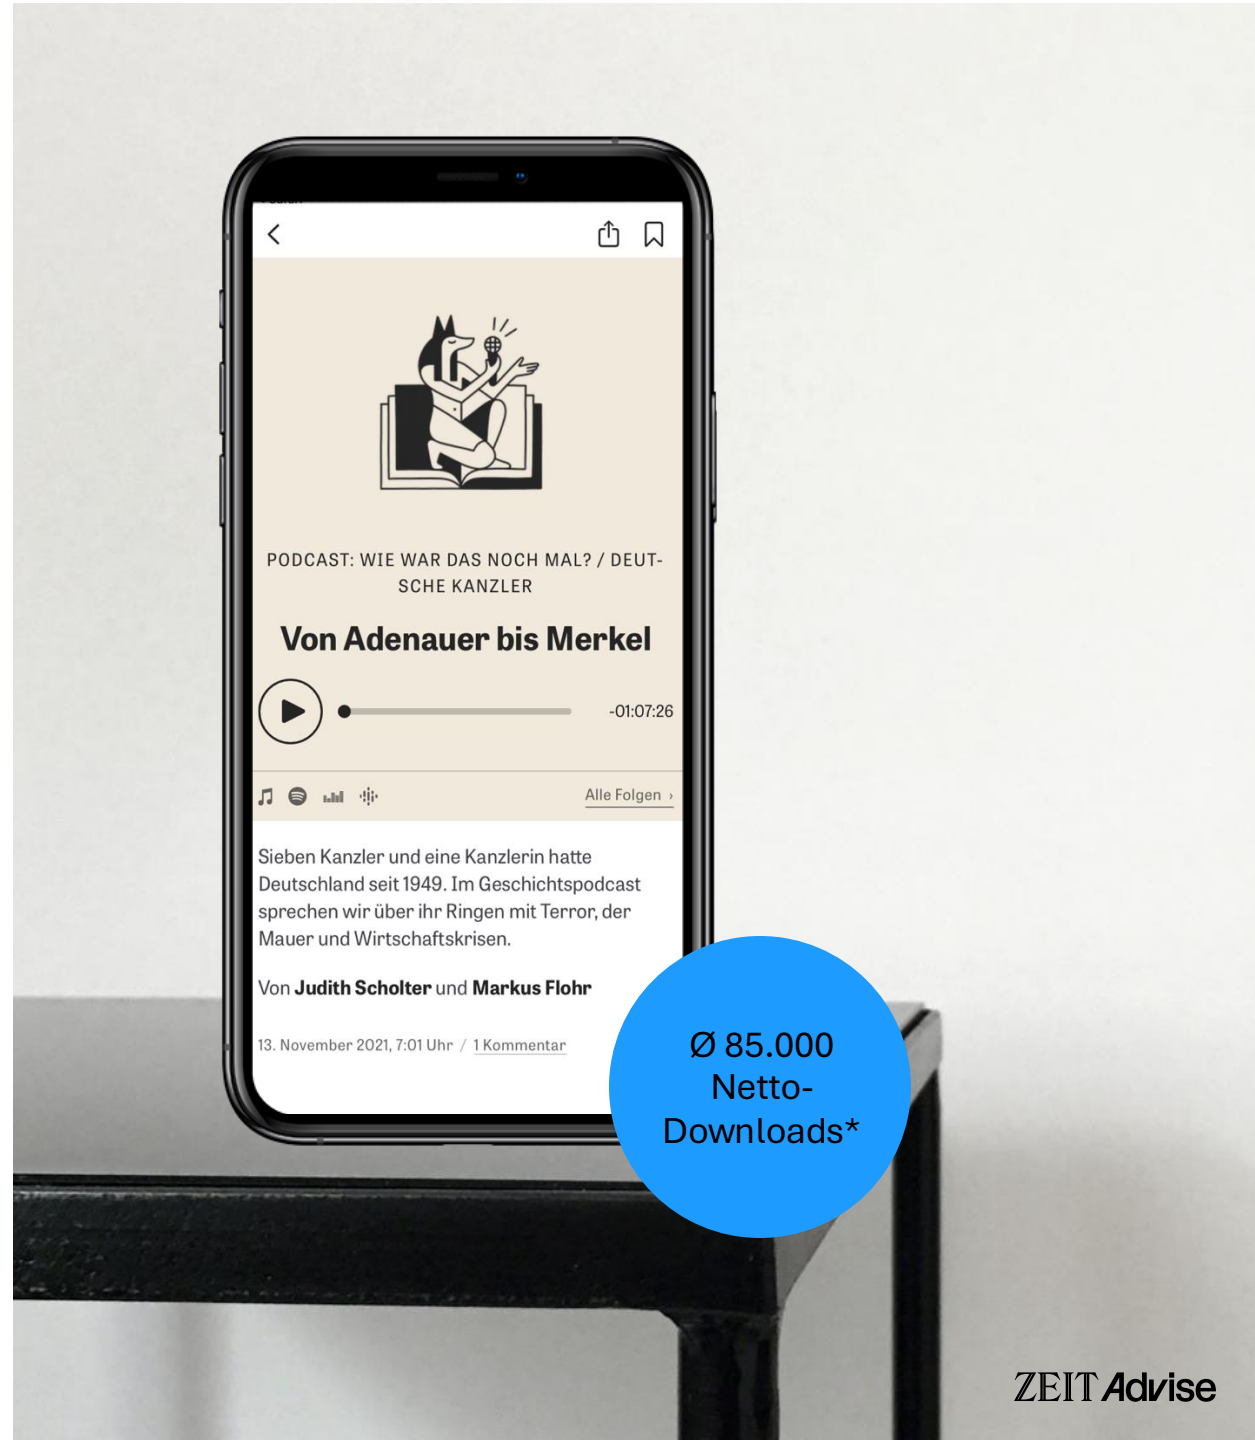 PODCAST: WIE WAR DAS NOCH MAL? / DEUT-
SCHE KANZLER
Von Adenauer bis Merkel
-01:07:26
Alle Folgen ›
Sieben Kanzler und eine Kanzlerin hatte
Deutschland seit 1949. Im Geschichtspodcast
sprechen wir über ihr Ringen mit Terror, der
Mauer und Wirtschaftskrisen.
Von Judith Scholter und Markus Flohr
13. November 2021, 7:01 Uhr / 1 Kommentar
Ø 85.000
Netto-
Downloads*
ZEIT Advise